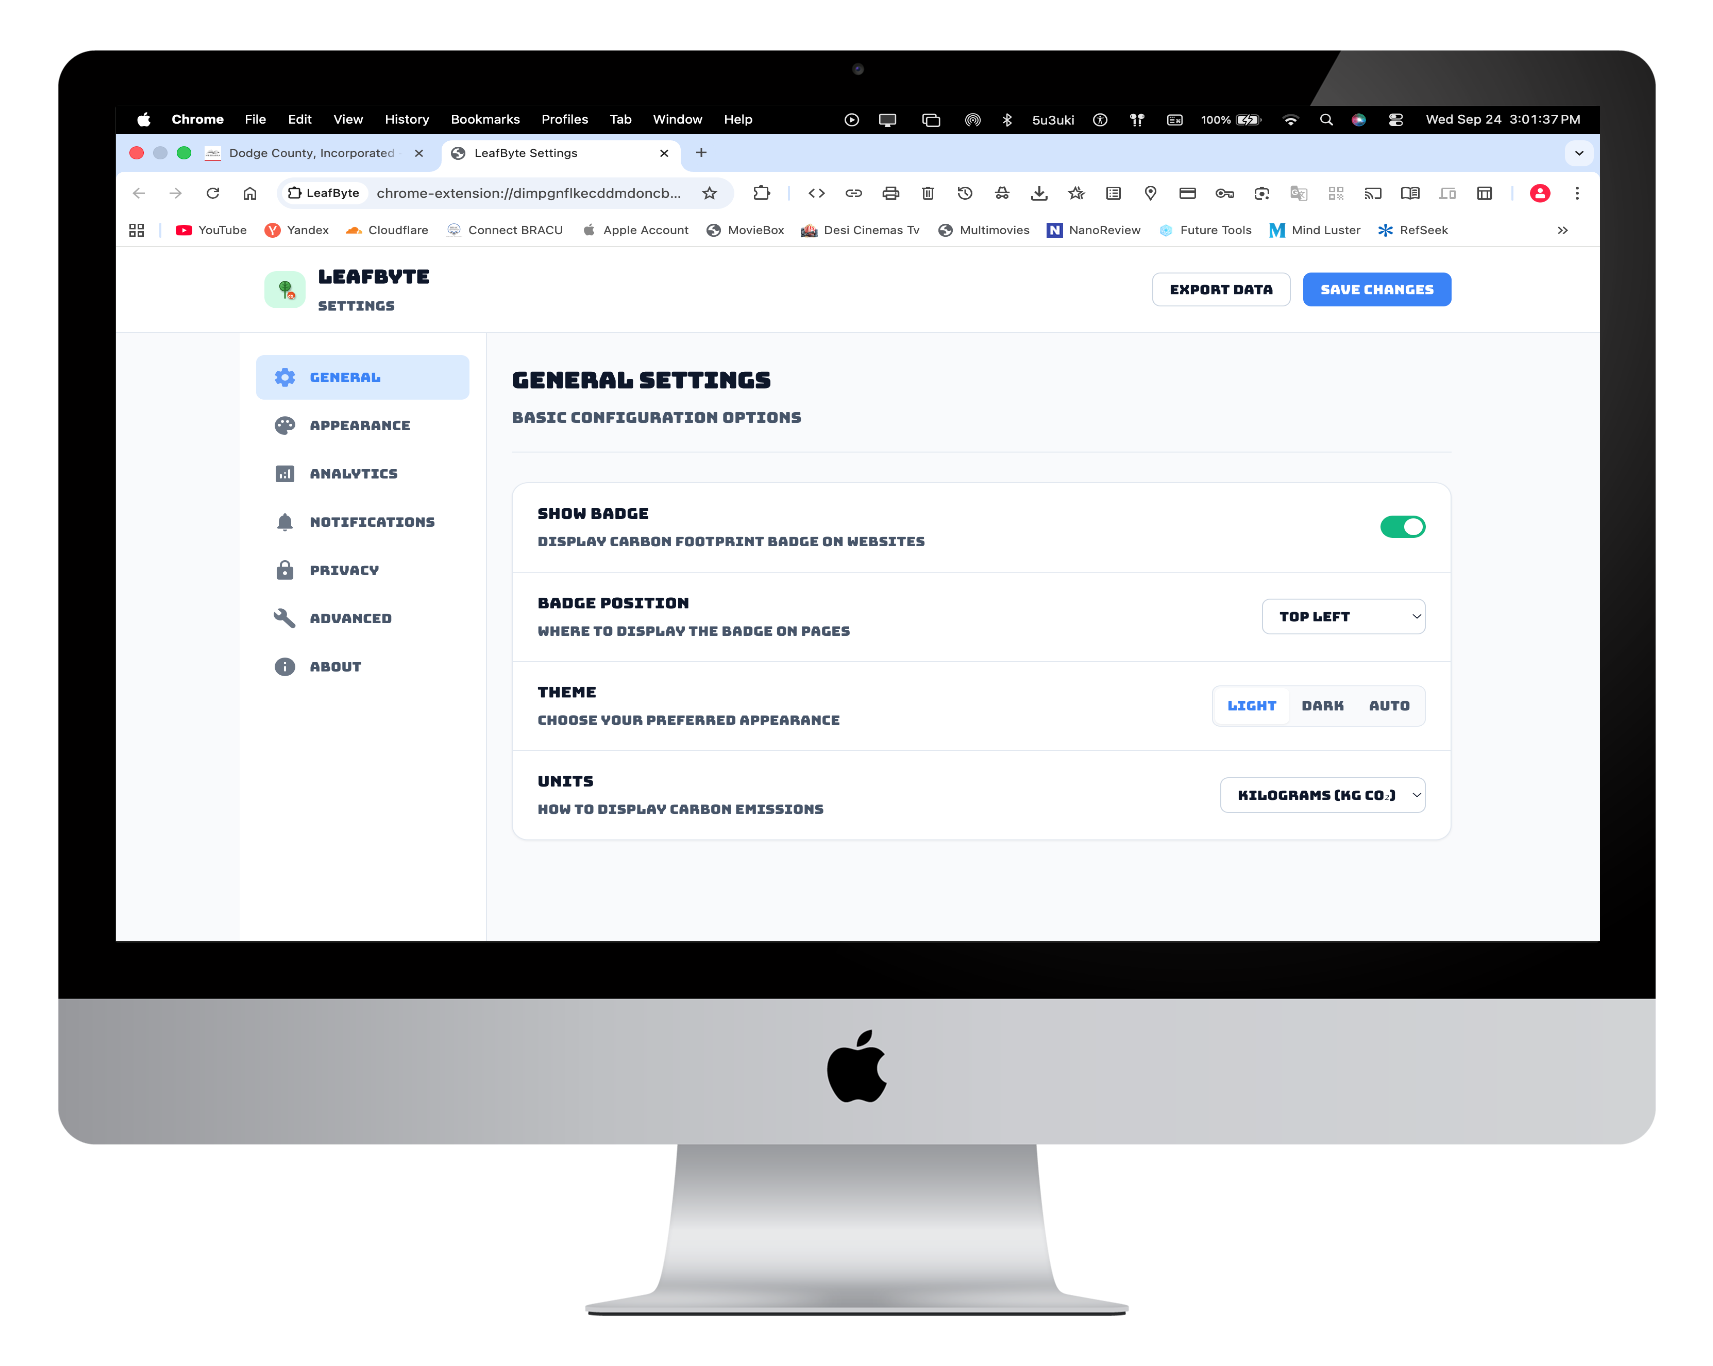 Chrome File Edit View History Bookmarks Profiles Tab Window Help 5u3uki 100% Wed Sep 24 3:01:37 PM
Dodge County, Incorporated LeafByte Settings
LeafByte chrome-extension://dimpgnflkecddmdoncb...
YouTube Yandex Cloudflare Connect BRACU Apple Account MovieBox Desi Cinemas Tv Multimovies NanoReview Future Tools Mind Luster RefSeek
LEAFBYTE
SETTINGS
EXPORT DATA
SAVE CHANGES
GENERAL
APPEARANCE
ANALYTICS
NOTIFICATIONS
PRIVACY
ADVANCED
ABOUT
GENERAL SETTINGS
BASIC CONFIGURATION OPTIONS
SHOW BADGE
DISPLAY CARBON FOOTPRINT BADGE ON WEBSITES
BADGE POSITION
WHERE TO DISPLAY THE BADGE ON PAGES
TOP LEFT
THEME
CHOOSE YOUR PREFERRED APPEARANCE
LIGHT DARK AUTO
UNITS
HOW TO DISPLAY CARBON EMISSIONS
KILOGRAMS (KG CO₂)